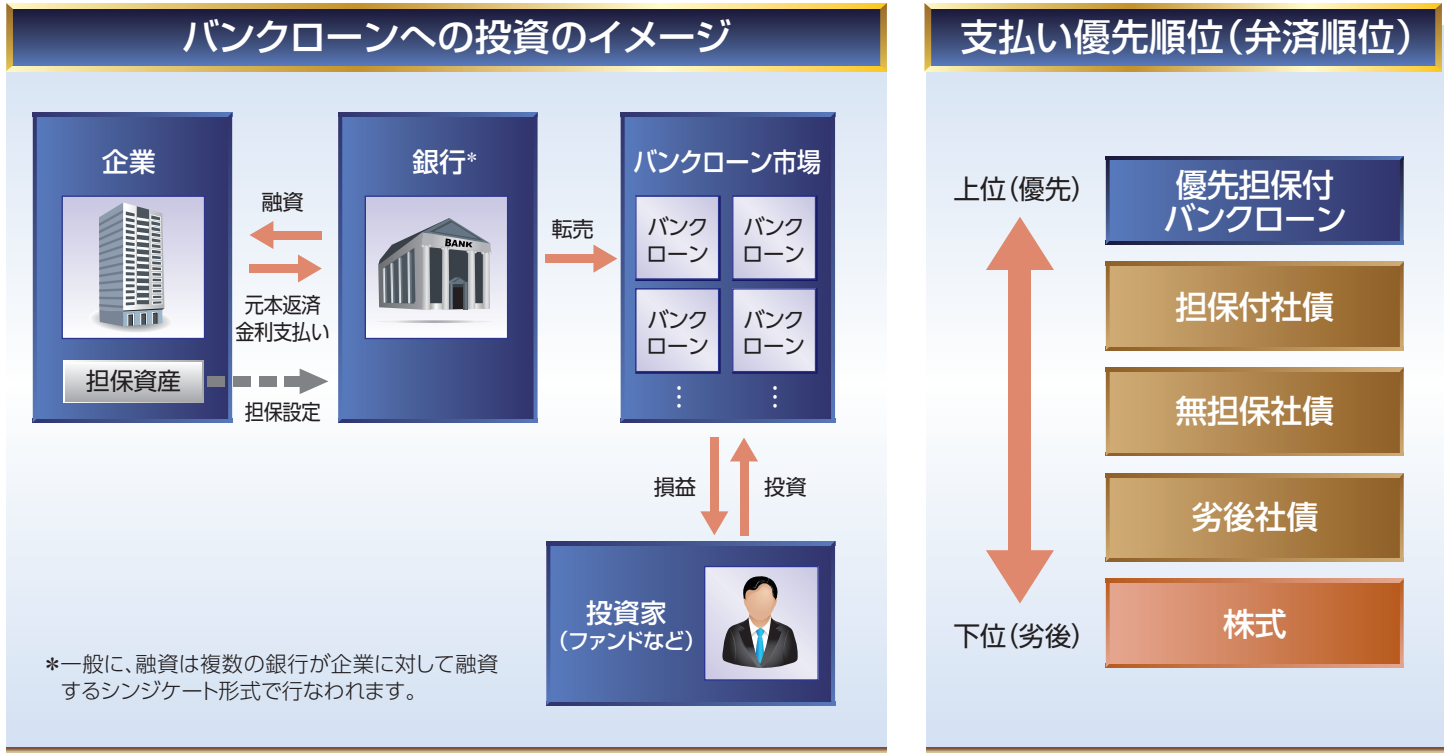 バンクローンへの投資のイメージ
企業
融資
元本返済
金利支払い
担保資産
担保設定
銀行*
BANK
転売
バンクローン市場
バンク
ローン
バンク
ローン
バンク
ローン
バンク
ローン
⋮
⋮
損益
投資
投資家
(ファンドなど)
*一般に、融資は複数の銀行が企業に対して融資
するシンジケート形式で行なわれます。
支払い優先順位(弁済順位)
上位(優先)
下位(劣後)
優先担保付
バンクローン
担保付社債
無担保社債
劣後社債
株式